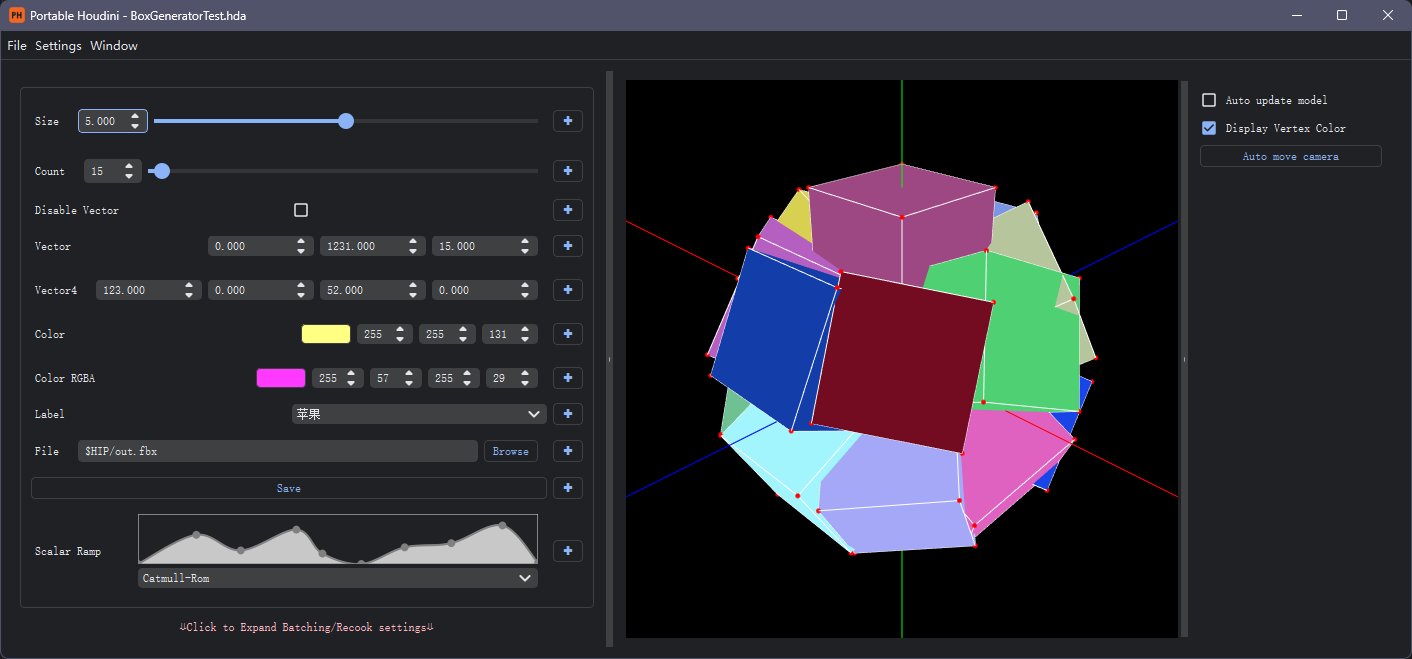 PH Portable Houdini - BoxGeneratorTest.hda
File Settings Window
Size 5.000
Count 15
Disable Vector
Vector 0.000 1231.000 15.000
Vector4 123.000 0.000 52.000 0.000
Color 255 255 131
Color RGBA 255 57 255 29
Label 苹果
File $HIP/out.fbx Browse
Save
Scalar Ramp
Catmull-Rom
⇓Click to Expand Batching/Recook settings⇓
Auto update model
Display Vertex Color
Auto move camera